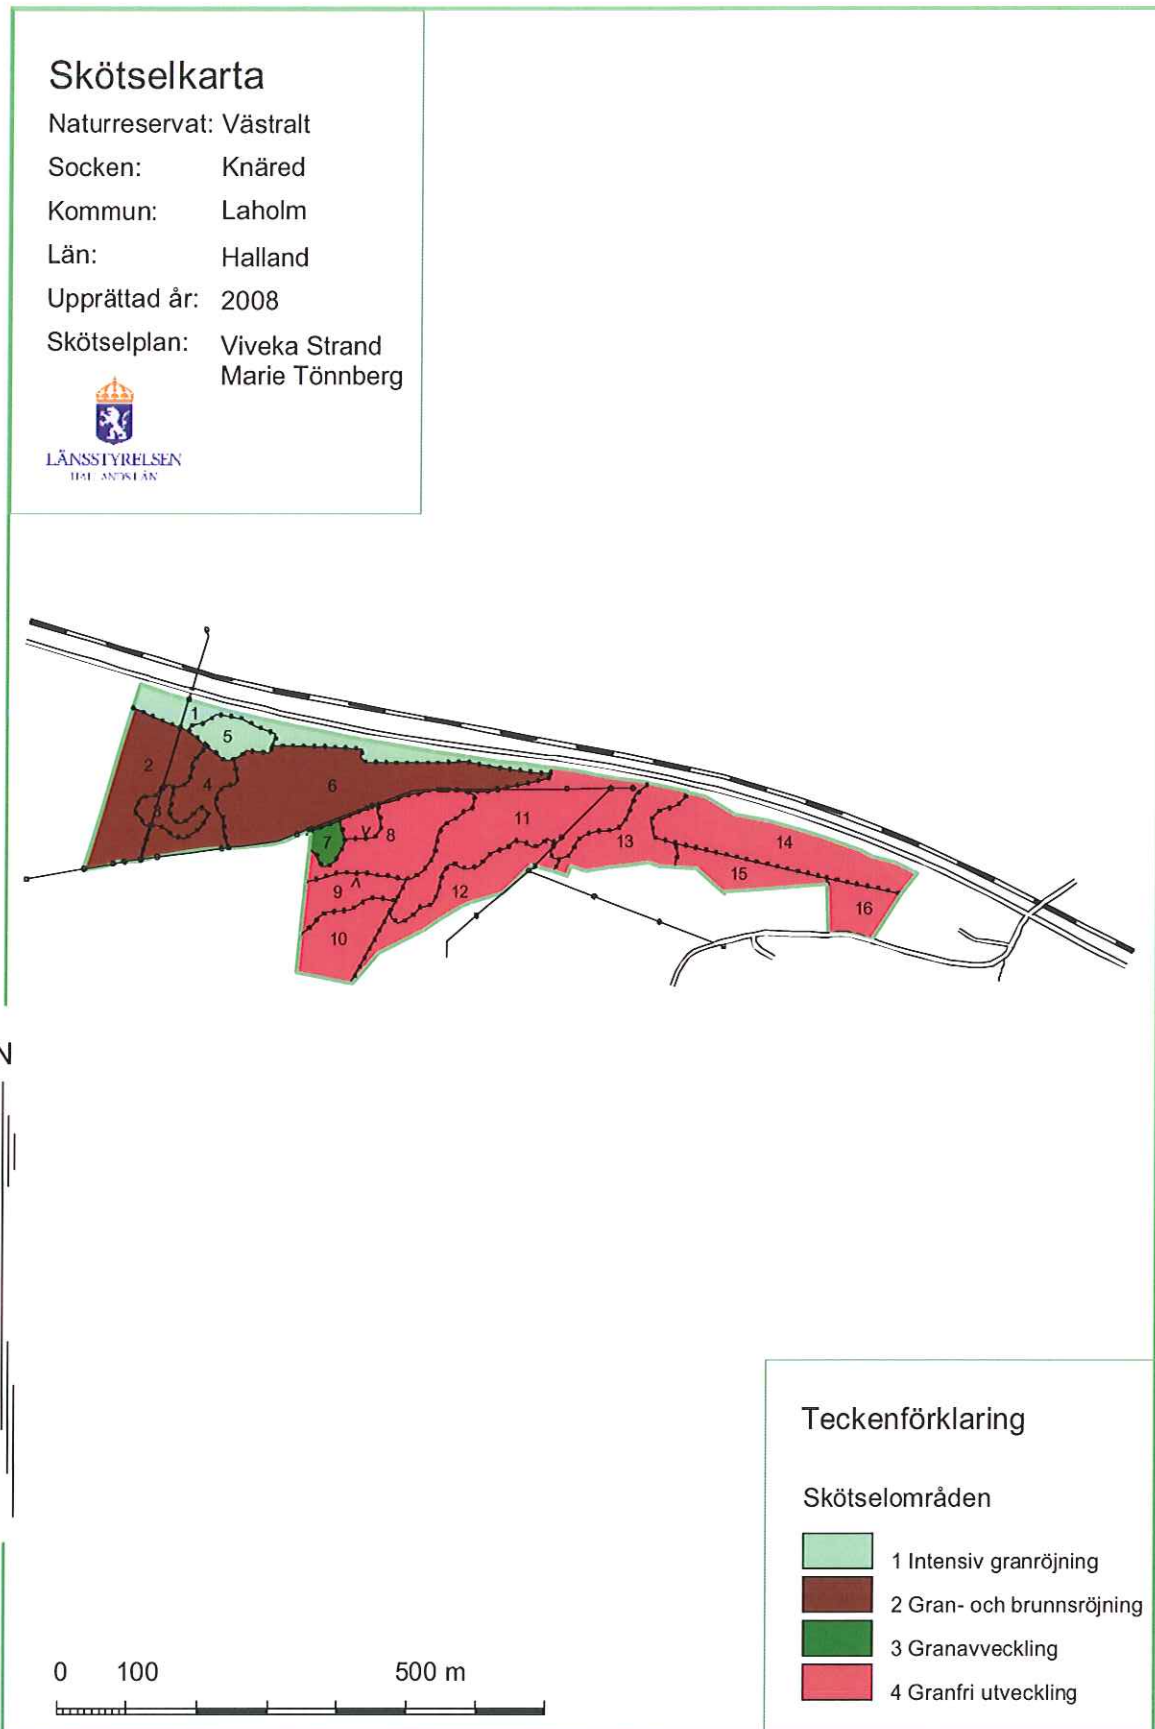 Skötselkarta
Naturreservat: Västralt
Socken: Knäred
Kommun: Laholm
Län: Halland
Upprättad år: 2008
Skötselplan: Viveka Strand
Marie Tönnberg
LÄNSSTYRELSEN
HALLANDS LÄN
1
5
2
4
3
6
7
8
11
13
14
15
9
12
16
10
N
Teckenförklaring
Skötselområden
1 Intensiv granröjning
2 Gran- och brunnsröjning
3 Granavveckling
4 Granfri utveckling
0 100 500 m